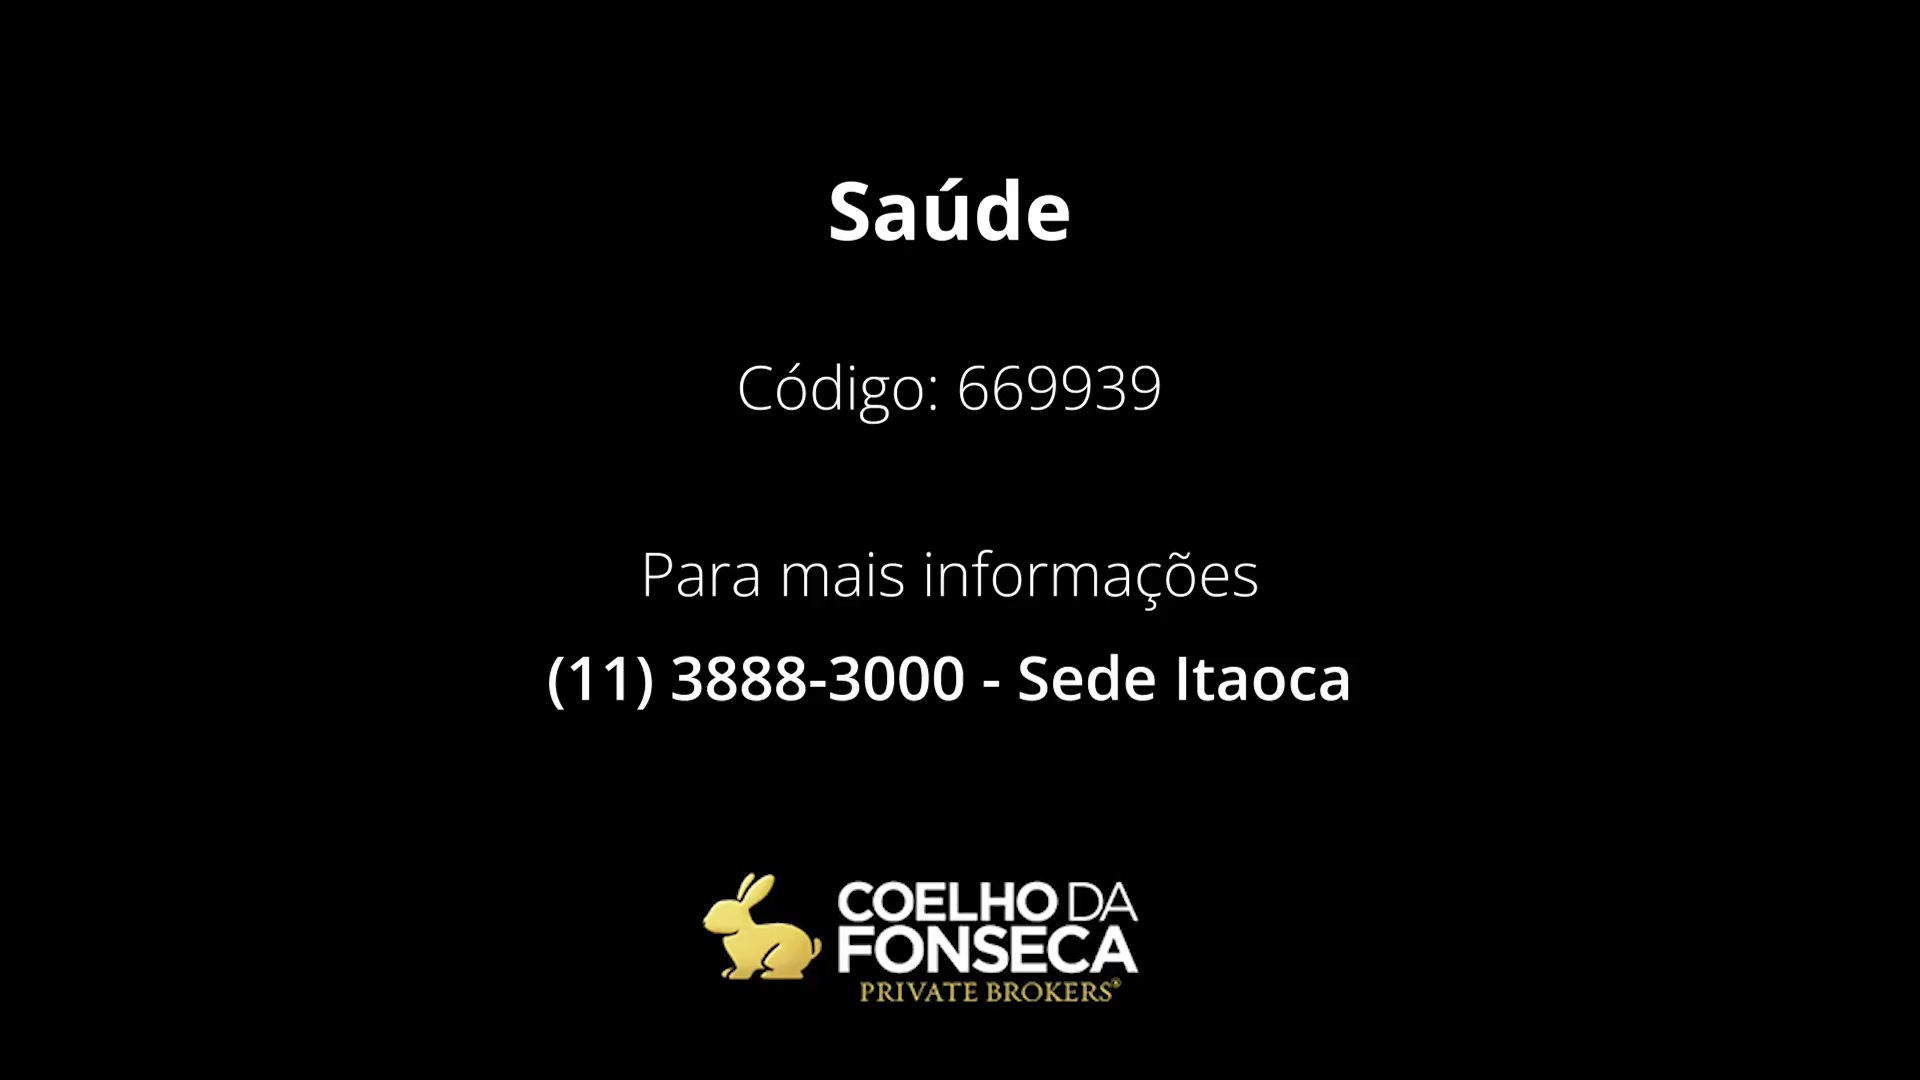 Saúde
Código: 669939
Para mais informações
(11) 3888-3000 - Sede Itaoca
COELHO DA
FONSECA
PRIVATE BROKERS®